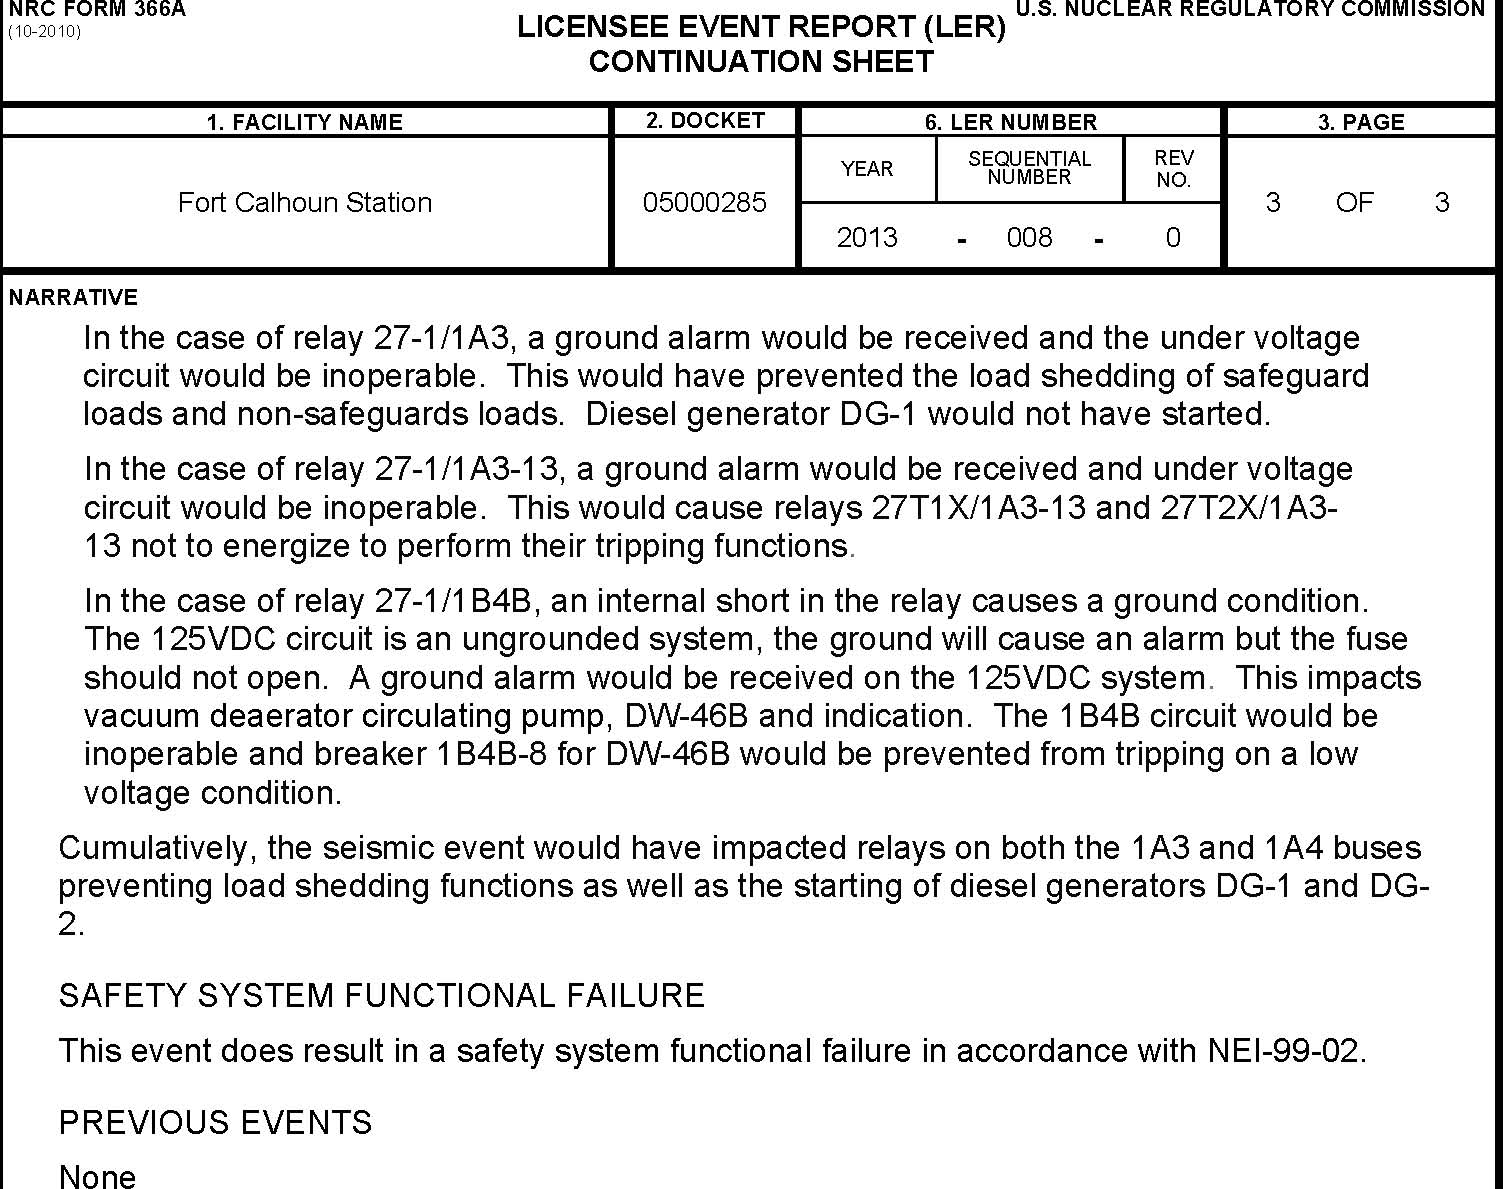 NRC FORM 366A
(10-2010)
U.S. NUCLEAR REGULATORY COMMISSION
LICENSEE EVENT REPORT (LER)
CONTINUATION SHEET
1. FACILITY NAME
2. DOCKET
6. LER NUMBER
3. PAGE
Fort Calhoun Station
05000285
YEAR
SEQUENTIAL
NUMBER
REV
NO.
2013 - 008 - 0
3 OF 3
NARRATIVE
In the case of relay 27-1/1A3, a ground alarm would be received and the under voltage
circuit would be inoperable.  This would have prevented the load shedding of safeguard
loads and non-safeguards loads.  Diesel generator DG-1 would not have started.
In the case of relay 27-1/1A3-13, a ground alarm would be received and under voltage
circuit would be inoperable.  This would cause relays 27T1X/1A3-13 and 27T2X/1A3-
13 not to energize to perform their tripping functions.
In the case of relay 27-1/1B4B, an internal short in the relay causes a ground condition.
The 125VDC circuit is an ungrounded system, the ground will cause an alarm but the fuse
should not open.  A ground alarm would be received on the 125VDC system.  This impacts
vacuum deaerator circulating pump, DW-46B and indication.  The 1B4B circuit would be
inoperable and breaker 1B4B-8 for DW-46B would be prevented from tripping on a low
voltage condition.
Cumulatively, the seismic event would have impacted relays on both the 1A3 and 1A4 buses
preventing load shedding functions as well as the starting of diesel generators DG-1 and DG-
2.
SAFETY SYSTEM FUNCTIONAL FAILURE
This event does result in a safety system functional failure in accordance with NEI-99-02.
PREVIOUS EVENTS
None